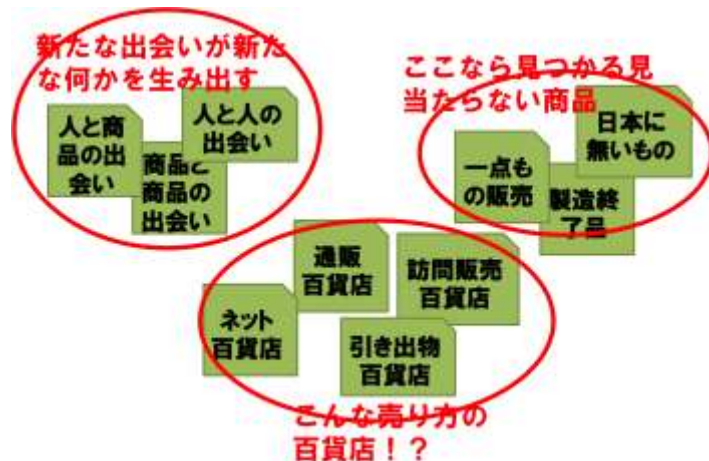 新たな出会いが新た
な何かを生み出す
人と商
品の出
会い
人と人の
出会い
商品と
商品の
出会い
ここなら見つかる見
当たらない商品
一点も
の販売
日本に
無いもの
製造終
了品
通販
百貨店
訪問販売
百貨店
ネット
百貨店
引き出物
百貨店
こんな売り方の
百貨店！？